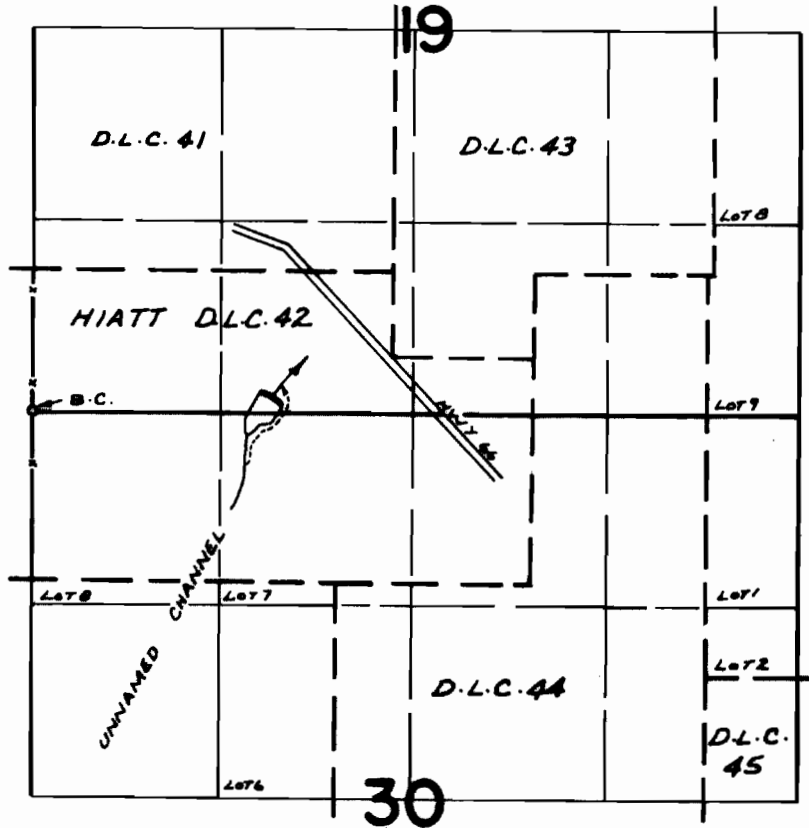 19
D.L.C. 41
D.L.C. 43
LOT 8
HIATT D.L.C. 42
B.C.
LOT 9
UNNAMED CHANNEL
LOT 8
LOT 7
LOT 1
LOT 2
D.L.C. 44
D.L.C.
45
LOT 6
30